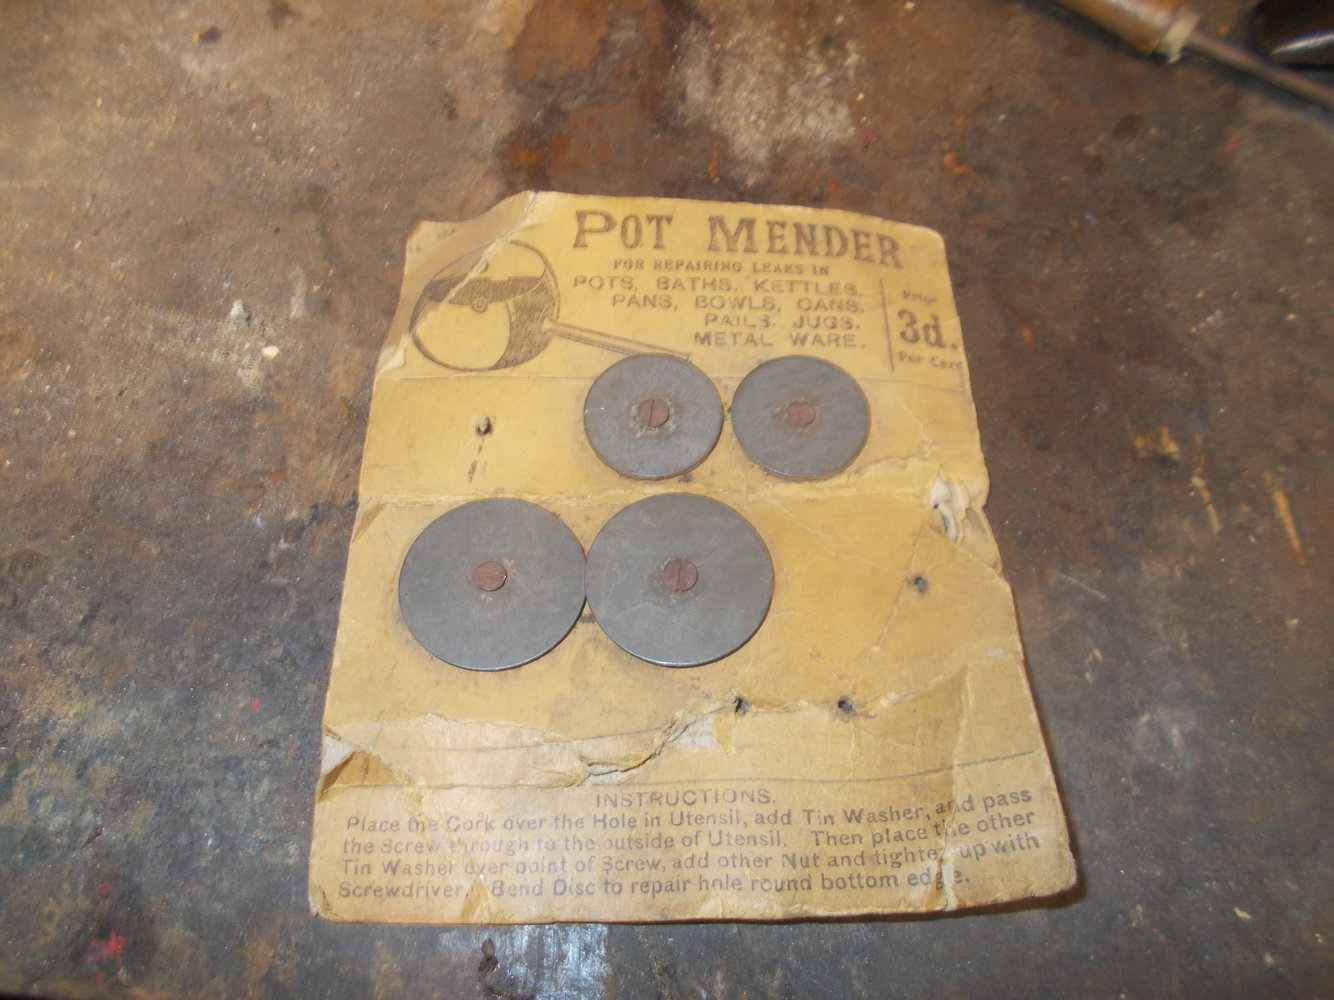 POT MENDER
FOR REPAIRING LEAKS IN
POTS, BATHS, KETTLES,
PANS, BOWLS, CANS,
PAILS, JUGS,
METAL WARE.
Price
3d.
Per Card
INSTRUCTIONS.
Place the Cork over the Hole in Utensil, add Tin Washer, and pass
the Screw through to the outside of Utensil. Then place the other
Tin Washer over point of Screw, add other Nut and tighten up with
Screwdriver. Bend Disc to repair hole round bottom edge.